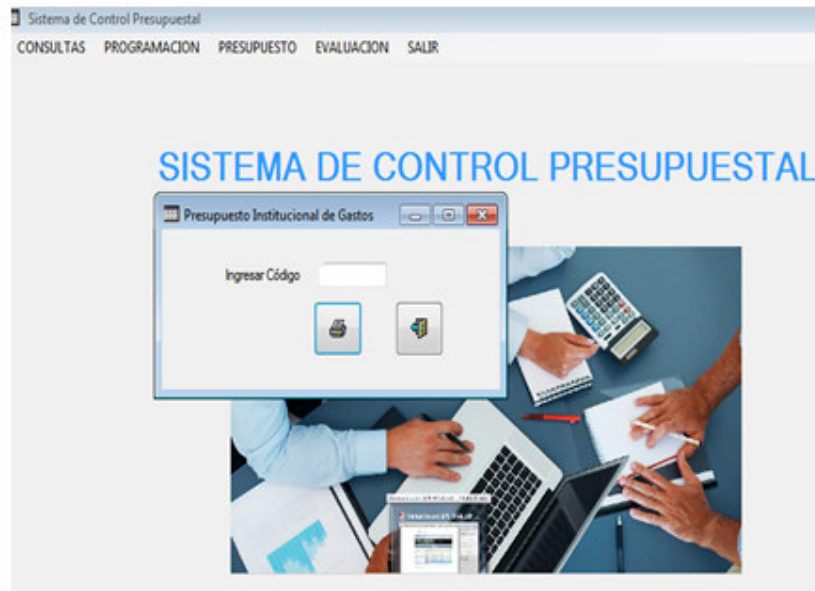 Sistema de Control Presupuestal
CONSULTAS PROGRAMACION PRESUPUESTO EVALUACION SALIR
SISTEMA DE CONTROL PRESUPUESTAL
Presupuesto Institucional de Gastos
Ingresar Código